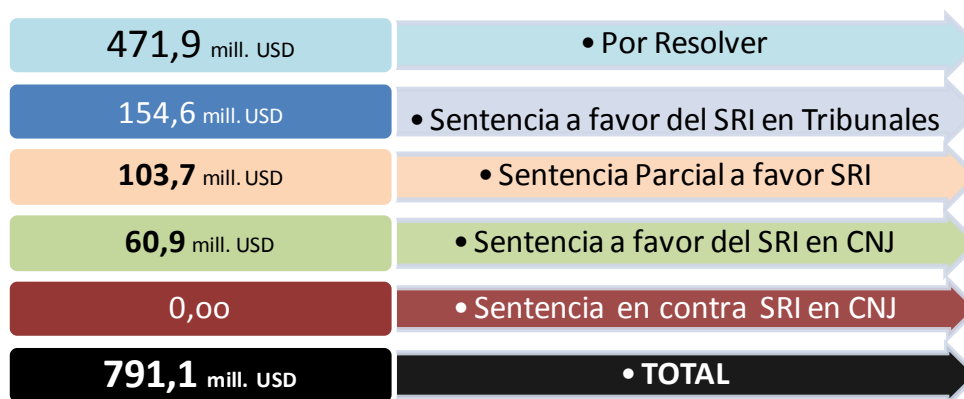 471,9 mill. USD • Por Resolver
154,6 mill. USD • Sentencia a favor del SRI en Tribunales
103,7 mill. USD • Sentencia Parcial a favor SRI
60,9 mill. USD • Sentencia a favor del SRI en CNJ
0,oo • Sentencia en contra SRI en CNJ
791,1 mill. USD • TOTAL